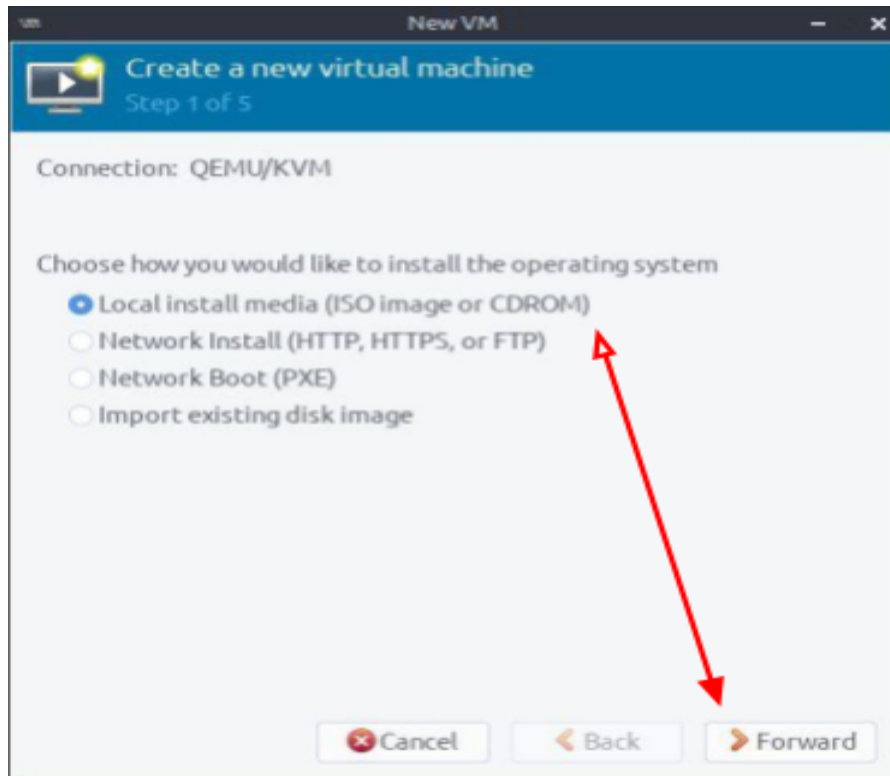 New VM
Create a new virtual machine
Step 1 of 5
Connection: QEMU/KVM
Choose how you would like to install the operating system
Local install media (ISO image or CDROM)
Network Install (HTTP, HTTPS, or FTP)
Network Boot (PXE)
Import existing disk image
Cancel
Back
Forward